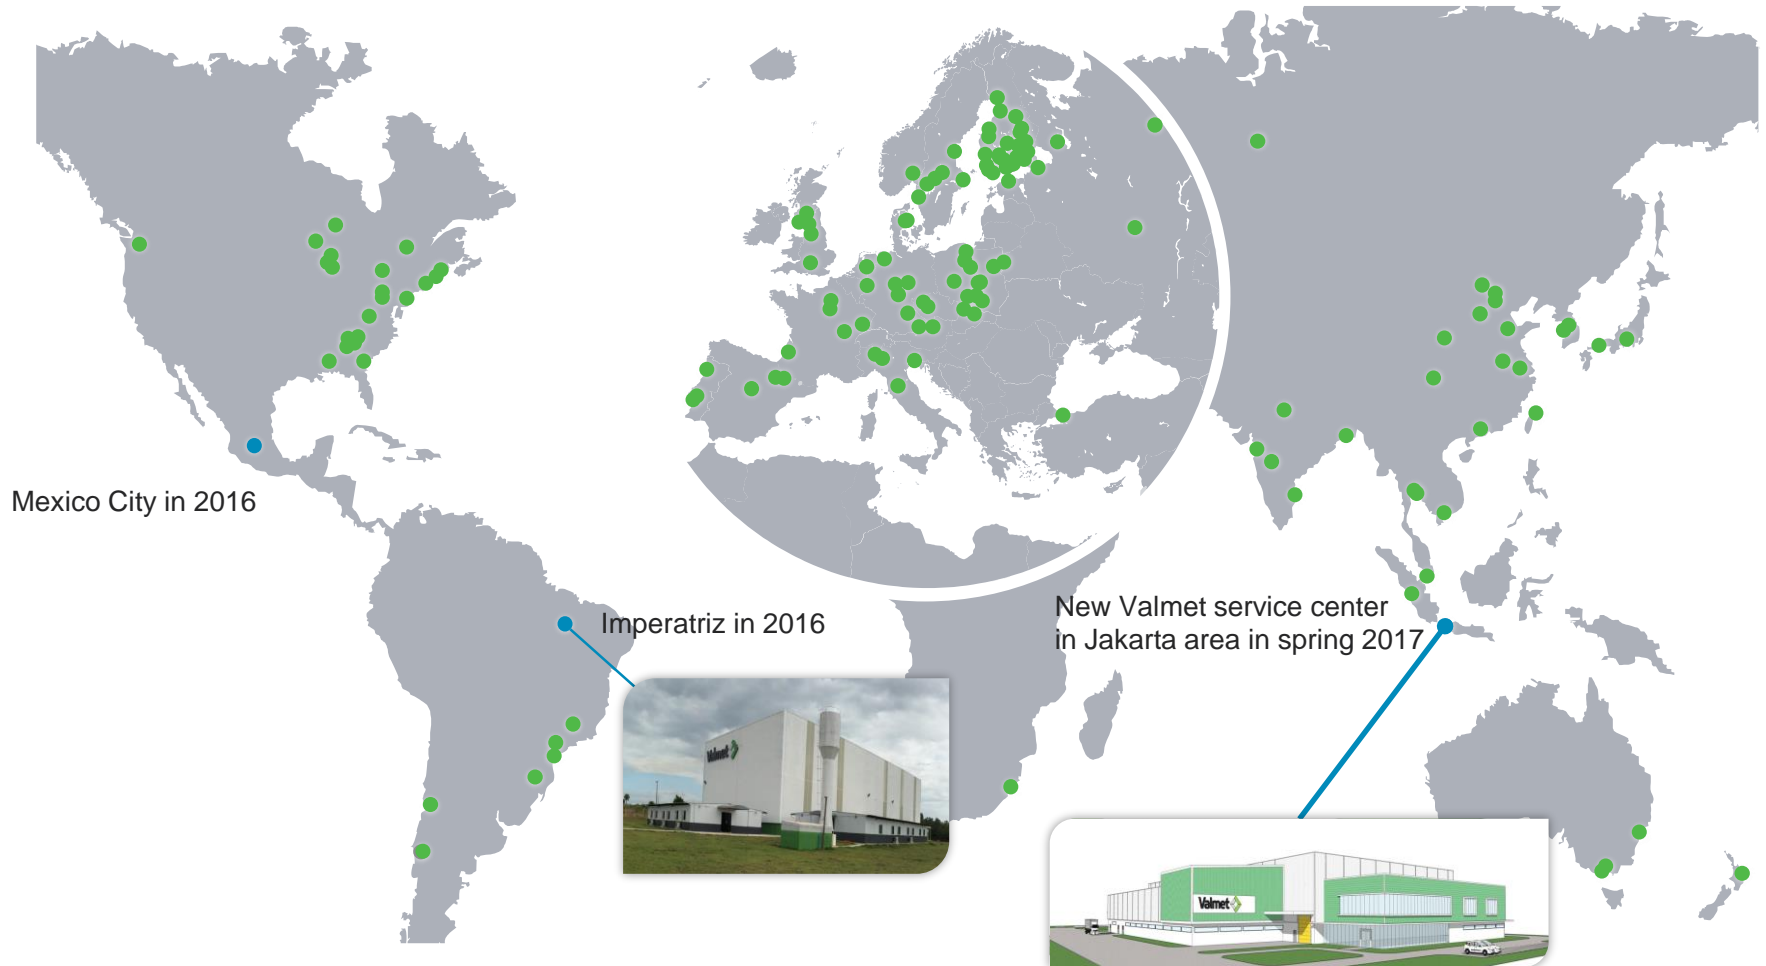 Mexico City in 2016
Imperatriz in 2016
New Valmet service center
in Jakarta area in spring 2017
Valmet
Valmet